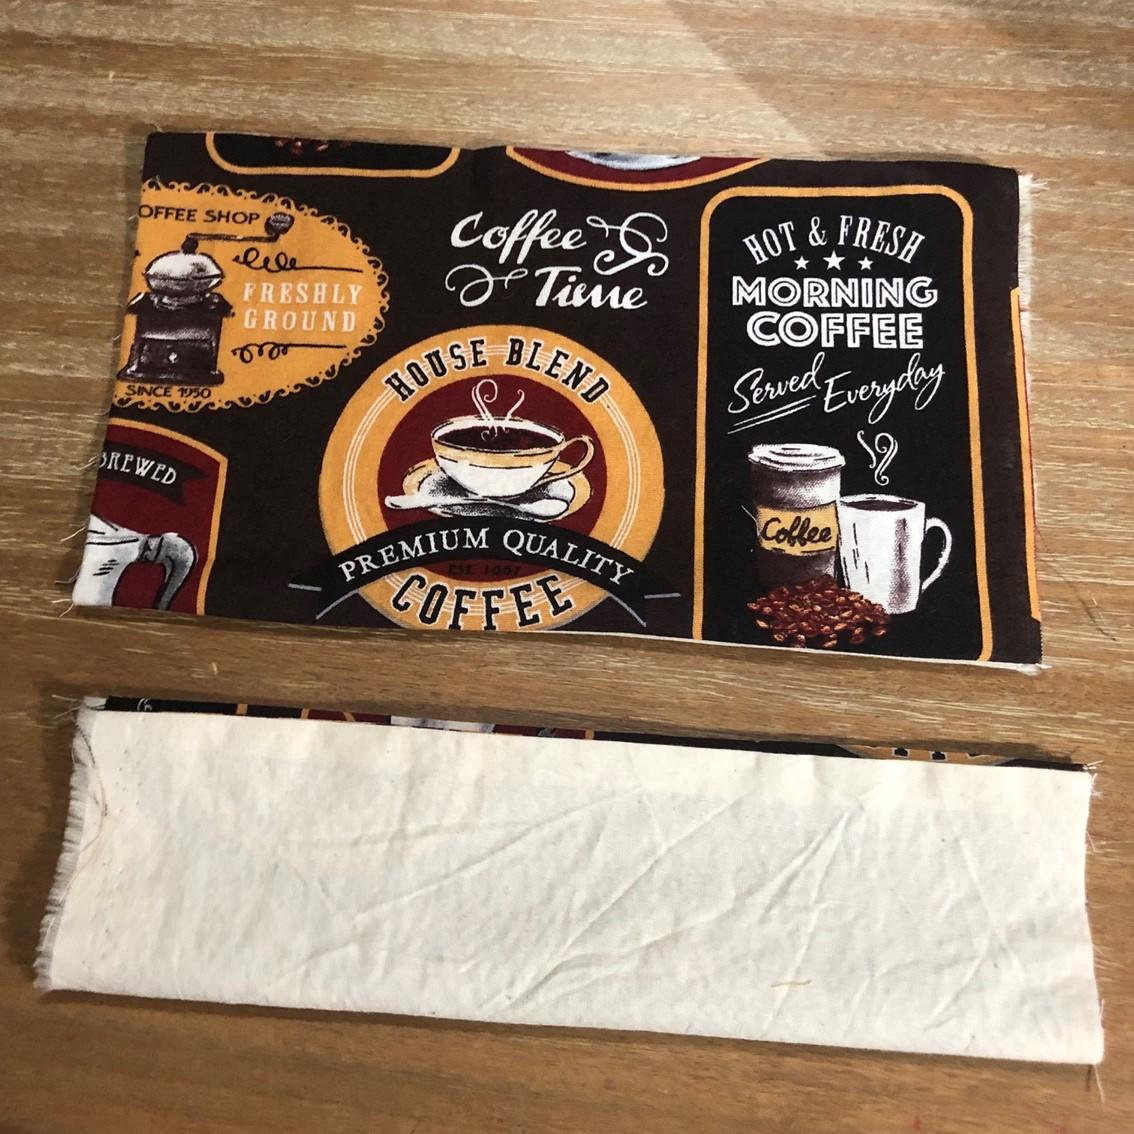 OFFEE SHOP
FRESHLY
GROUND
SINCE 1950
BREWED
Coffee
Time
HOUSE BLEND
PREMIUM QUALITY
EST 1967
COFFEE
HOT & FRESH
MORNING
COFFEE
Served Everyday
Coffee